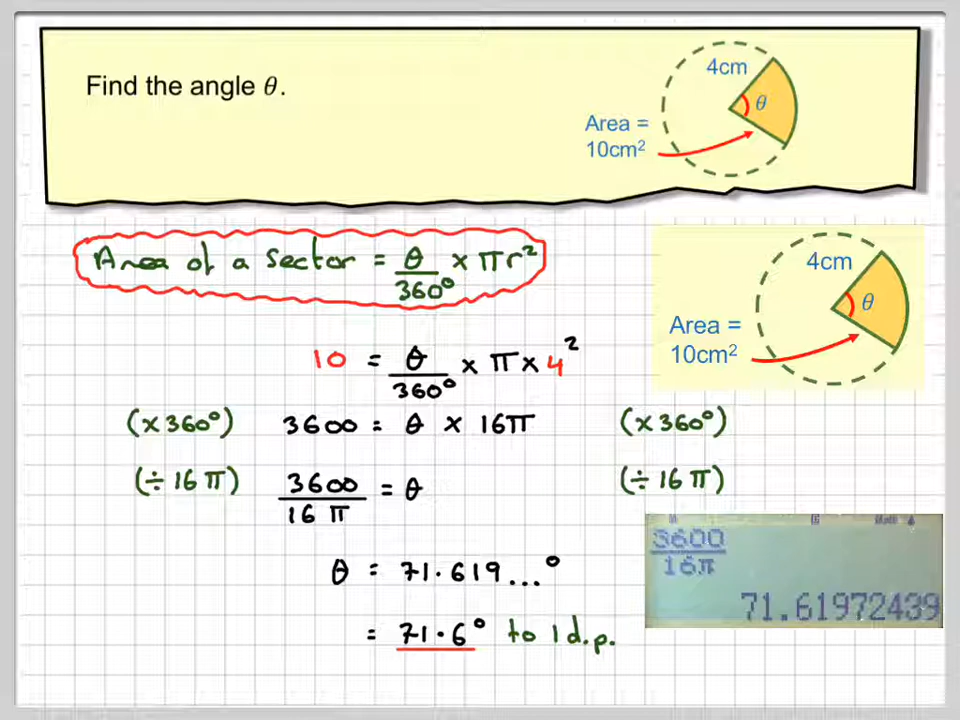 Find the angle θ.
4cm
θ
Area =
10cm²
Area of a sector = θ/360° × πr²
4cm
θ
Area =
10cm²
10 = θ/360° × π × 4²
(×360°) 3600 = θ × 16π (×360°)
(÷16π) 3600/16π = θ (÷16π)
3600/16π
71.61972439
θ = 71.619...°
= 71.6° to 1 d.p.